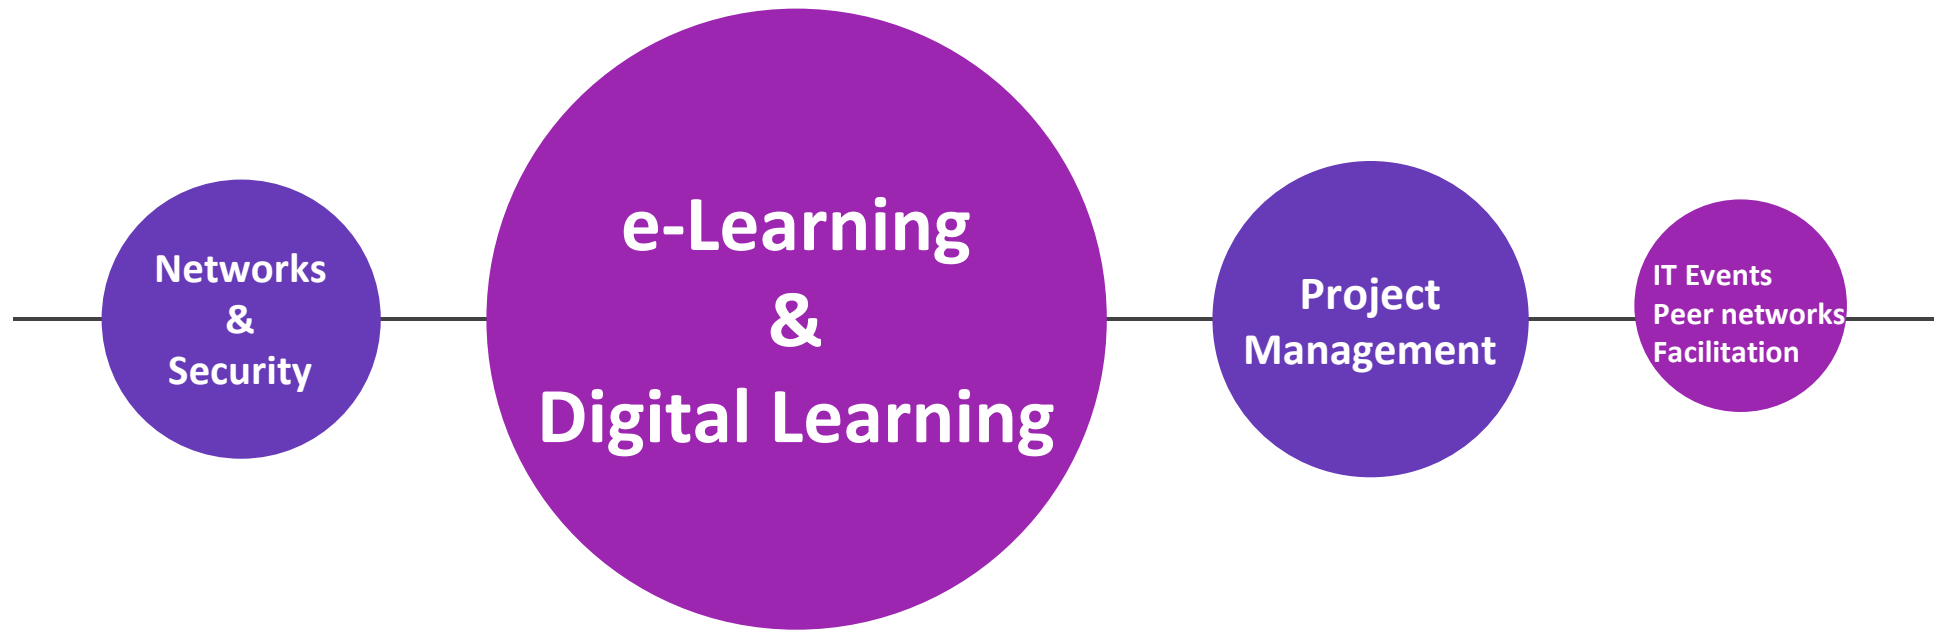 Networks
&
Security
e-Learning
&
Digital Learning
Project
Management
IT Events
Peer networks
Facilitation